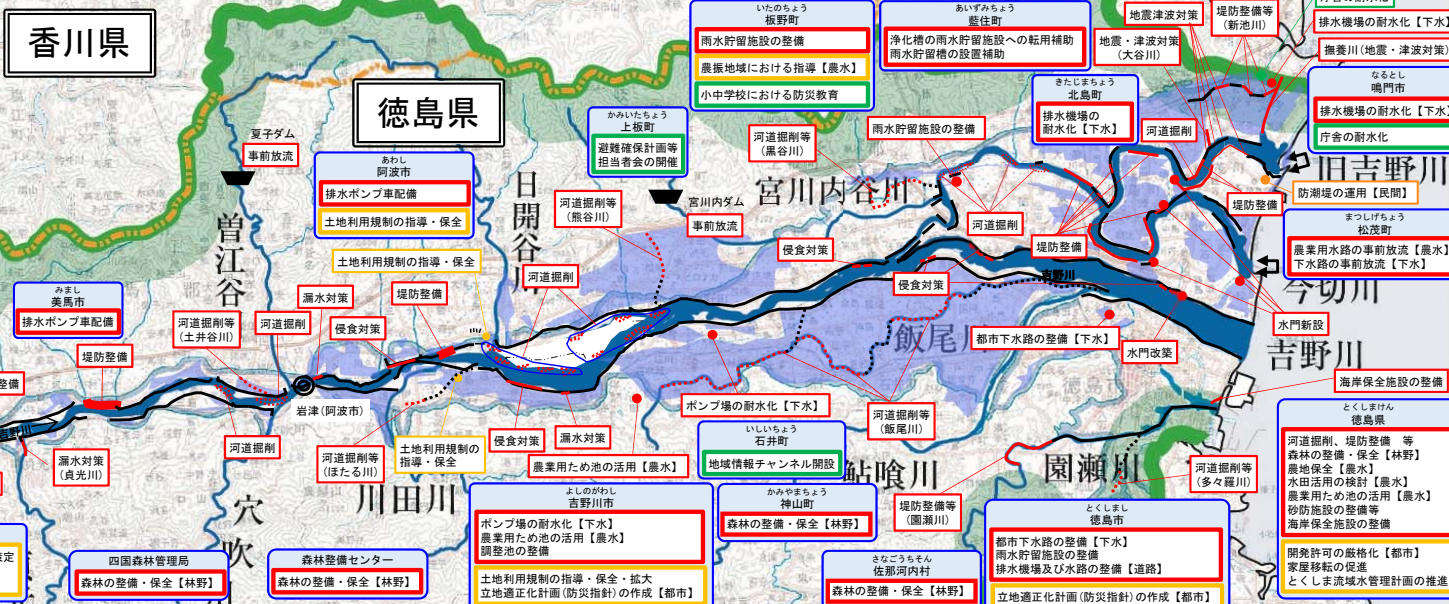 香川県
徳島県
いたのちょう
板野町
雨水貯留施設の整備
農振地域における指導【農水】
小中学校における防災教育
あいずみちょう
藍住町
浄化槽の雨水貯留施設への転用補助
雨水貯留槽の設置補助
地震津波対策
堤防整備等
(新池川)
地震・津波対策
(大谷川)
排水機場の耐水化【下水】
撫養川(地震・津波対策)
なるとし
鳴門市
排水機場の耐水化【下水】
庁舎の耐水化
きたじまちょう
北島町
排水機場の
耐水化【下水】
河道掘削
旧吉野川
防潮堤の運用【民間】
堤防整備
まつしげちょう
松茂町
農業用水路の事前放流【農水】
下水路の事前放流【下水】
今切川
水門新設
吉野川
夏子ダム
事前放流
あわし
阿波市
排水ポンプ車配備
土地利用規制の指導・保全
土地利用規制の指導・保全
かみいたちょう
上板町
避難確保計画等
担当者会の開催
河道掘削等
(黒谷川)
雨水貯留施設の整備
宮川内谷川
宮川内ダム
事前放流
河道掘削等
(熊谷川)
日開谷川
曽江谷
侵食対策
河道掘削
堤防整備
侵食対策
吉野川
河道掘削
みまし
美馬市
排水ポンプ車配備
堤防整備
河道掘削等
(土井谷川)
河道掘削
漏水対策
侵食対策
堤防整備
岩津(阿波市)
飯尾川
都市下水路の整備【下水】
水門改築
徳島市
海岸保全施設の整備
吉野川
漏水対策
(貞光川)
河道掘削
河道掘削等
(ほたる川)
土地利用規制の
指導・保全
侵食対策
漏水対策
農業用ため池の活用【農水】
ポンプ場の耐水化【下水】
河道掘削等
(飯尾川)
いしいちょう
石井町
地域情報チャンネル開設
鮎喰川
園瀬川
堤防整備等
(園瀬川)
河道掘削等
(多々羅川)
川田川
穴吹川
とくしまけん
徳島県
河道掘削、堤防整備 等
森林の整備・保全【林野】
農地保全【農水】
水田活用の検討【農水】
農業用ため池の活用【農水】
砂防施設の整備等
海岸保全施設の整備
開発許可の厳格化【都市】
家屋移転の促進
とくしま流域水管理計画の推進
四国森林管理局
森林の整備・保全【林野】
森林整備センター
森林の整備・保全【林野】
よしのがわし
吉野川市
ポンプ場の耐水化【下水】
農業用ため池の活用【農水】
調整池の整備
土地利用規制の指導・保全・拡大
立地適正化計画(防災指針)の作成【都市】
かみやまちょう
神山町
森林の整備・保全【林野】
さなごうちそん
佐那河内村
森林の整備・保全【林野】
とくしまし
徳島市
都市下水路の整備【下水】
雨水貯留施設の整備
排水機場及び水路の整備【道路】
立地適正化計画(防災指針)の作成【都市】